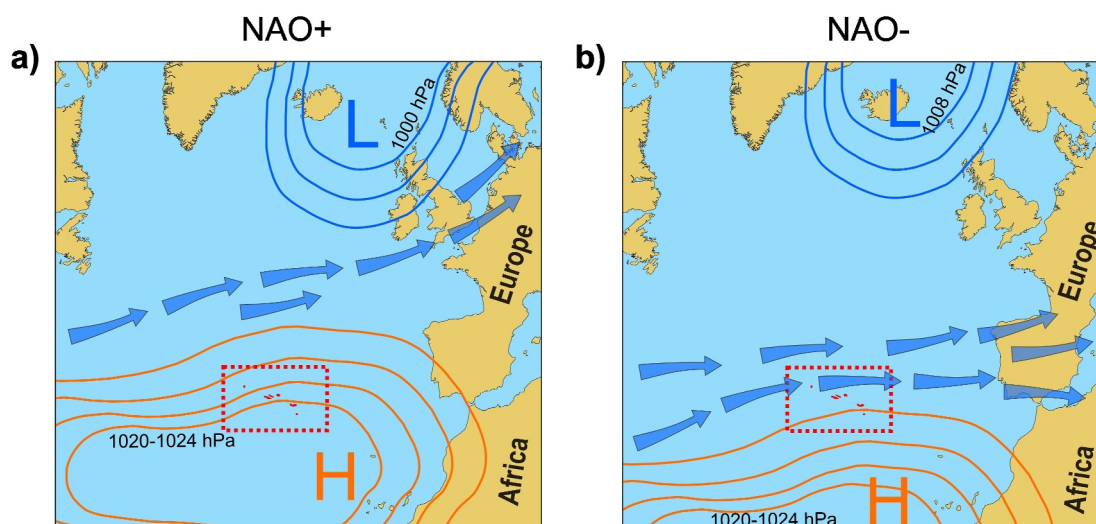 NAO+
a)
L
1000 hPa
Europe
1020-1024 hPa
H
Africa
NAO-
b)
L
1008 hPa
Europe
1020-1024 hPa
H
Africa